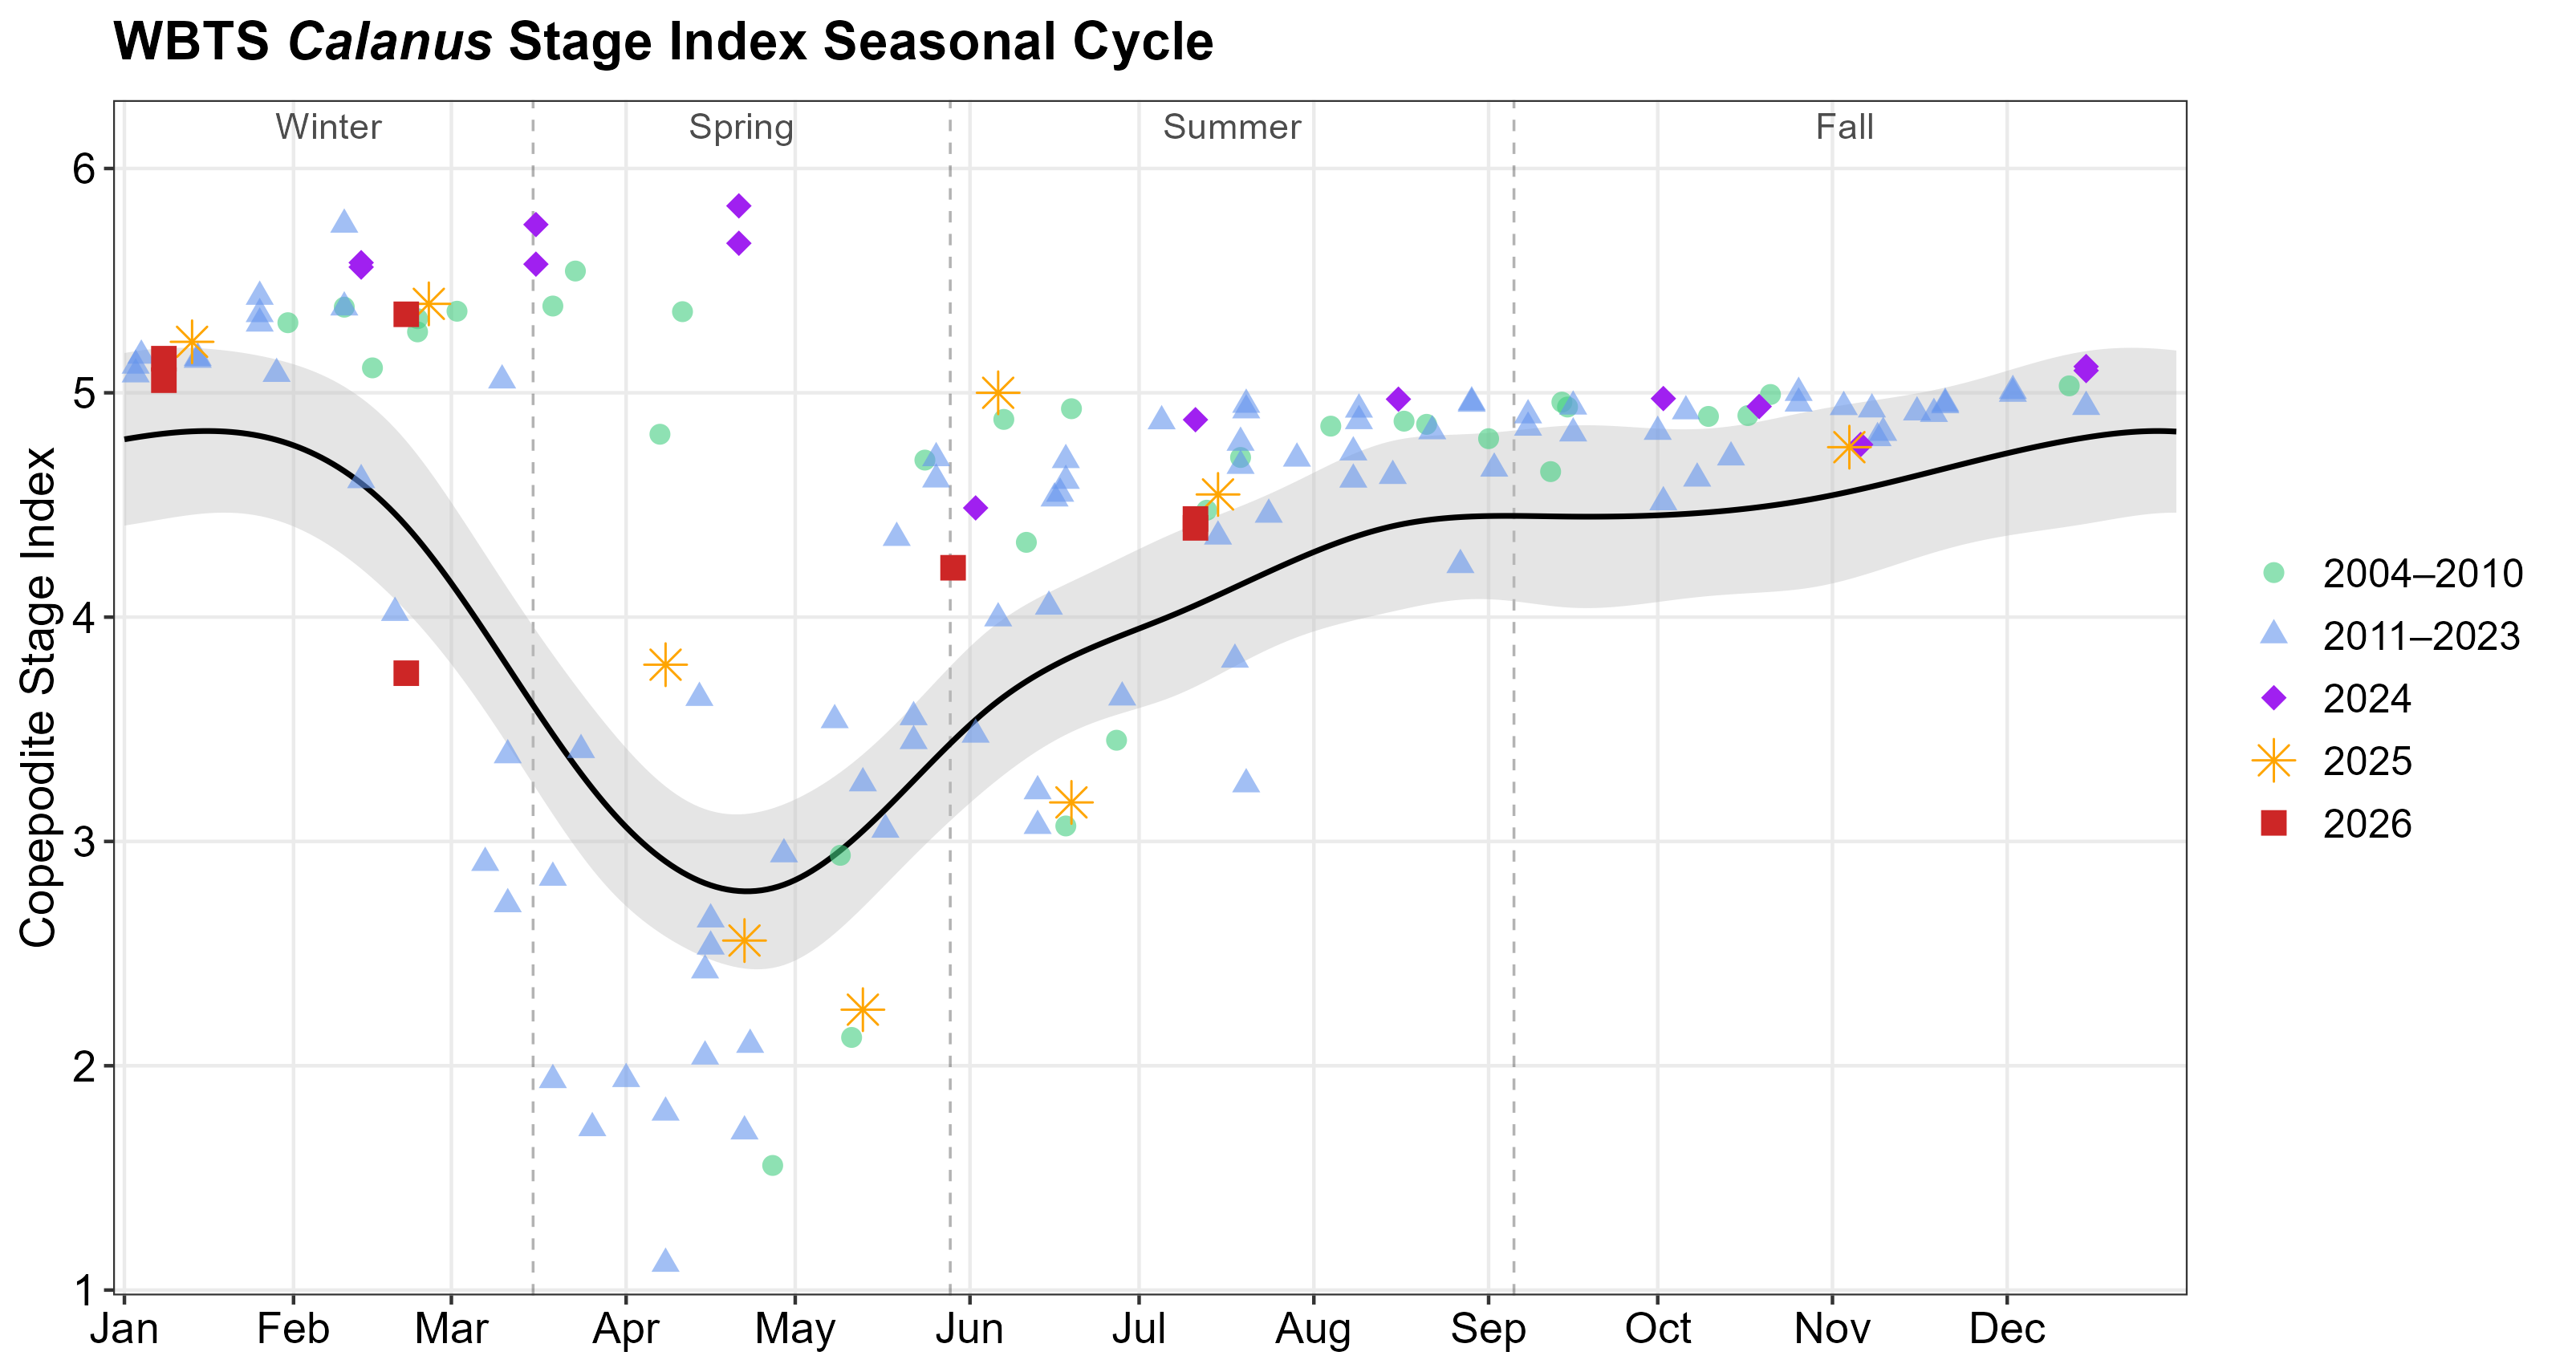 WBTS Calanus Stage Index Seasonal Cycle
Winter
Spring
Summer
Fall
Copepodite Stage Index
6
5
4
3
2
1
Jan
Feb
Mar
Apr
May
Jun
Jul
Aug
Sep
Oct
Nov
Dec
2004–2010
2011–2023
2024
2025
2026